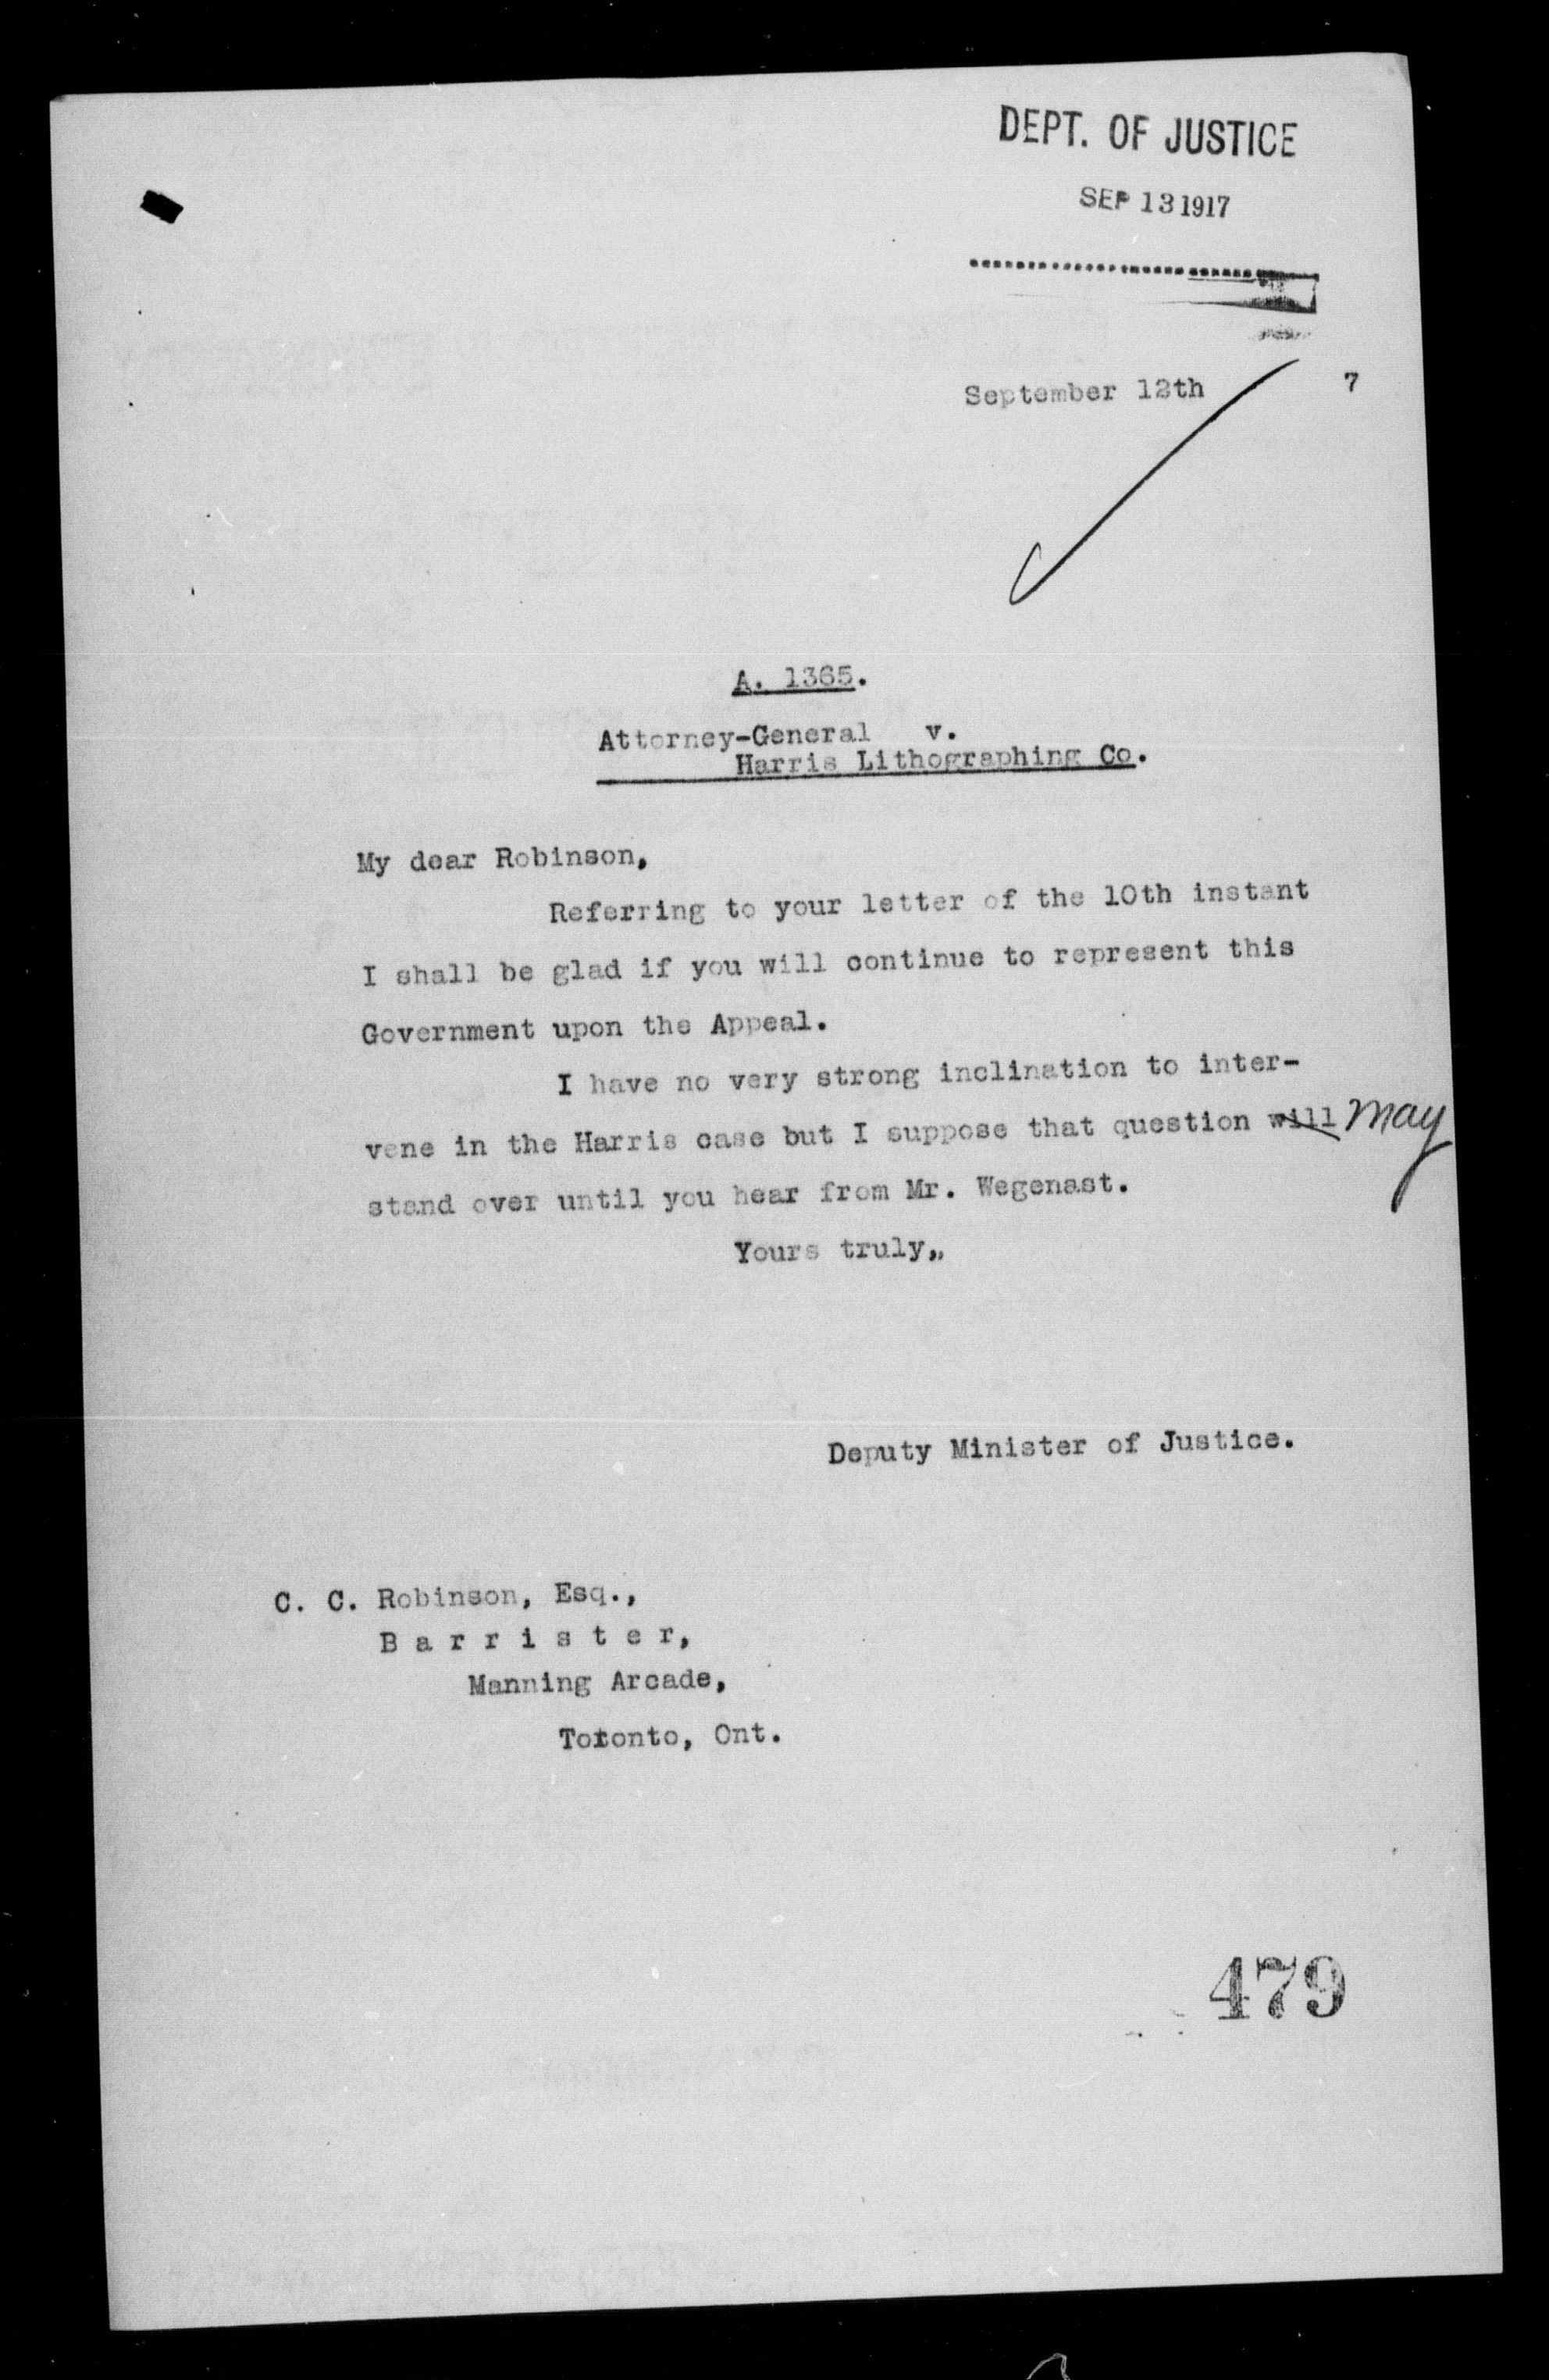 DEPT. OF JUSTICE
SEP 13 1917
September 12th 7
A. 1365.
Attorney-General v.
Harris Lithographing Co.
My dear Robinson,
Referring to your letter of the 10th instant
I shall be glad if you will continue to represent this
Government upon the Appeal.
I have no very strong inclination to inter-
vene in the Harris case but I suppose that question will may
stand over until you hear from Mr. Wegenast.
Yours truly,,
Deputy Minister of Justice.
C. C. Robinson, Esq.,
B a r r i s t e r,
Manning Arcade,
Toronto, Ont.
479